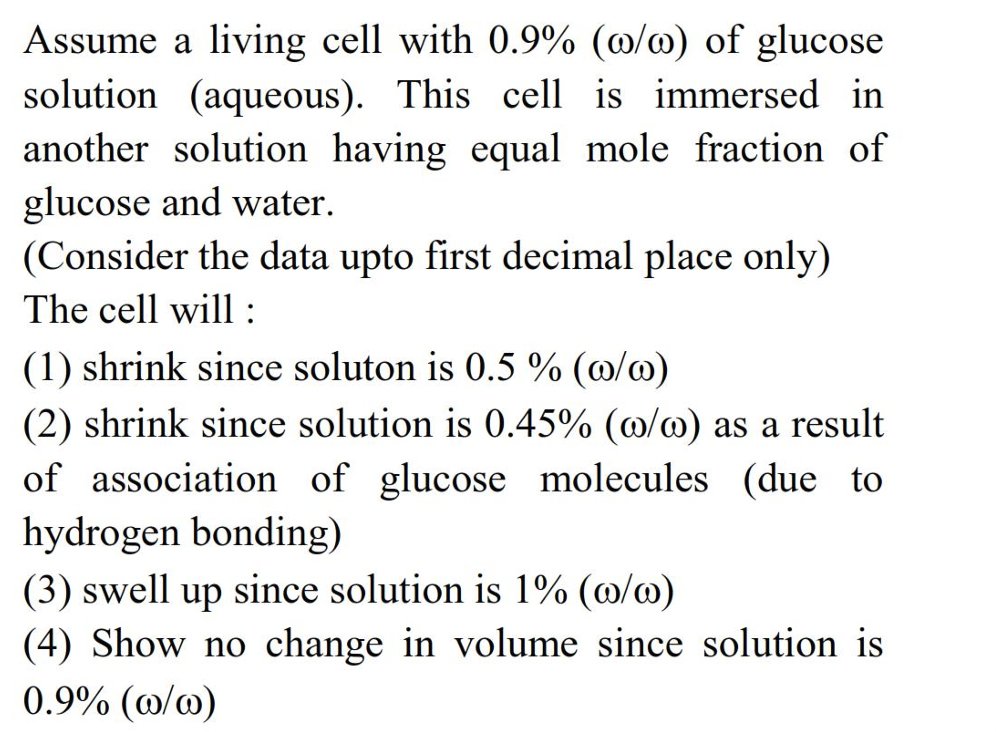 Assume a living cell with 0.9% (ω/ω) of glucose
solution (aqueous). This cell is immersed in
another solution having equal mole fraction of
glucose and water.
(Consider the data upto first decimal place only)
The cell will :
(1) shrink since soluton is 0.5 % (ω/ω)
(2) shrink since solution is 0.45% (ω/ω) as a result
of association of glucose molecules (due to
hydrogen bonding)
(3) swell up since solution is 1% (ω/ω)
(4) Show no change in volume since solution is
0.9% (ω/ω)